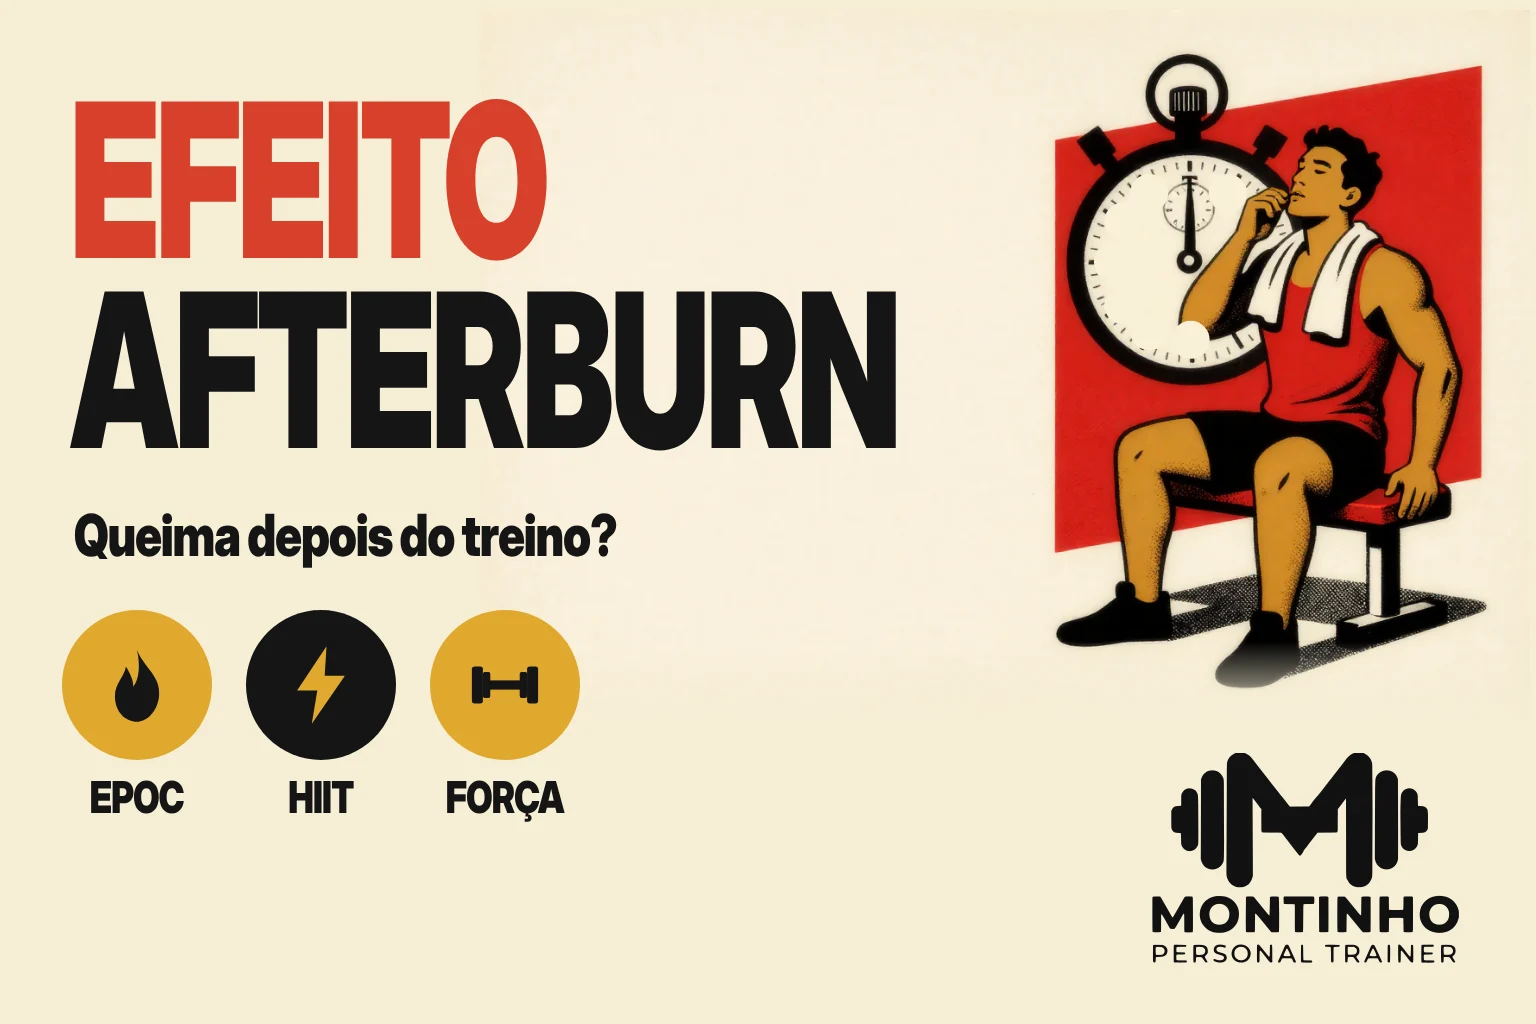 EFEITO
AFTERBURN
Queima depois do treino?
EPOC
HIIT
FORÇA
M
MONTINHO
PERSONAL TRAINER